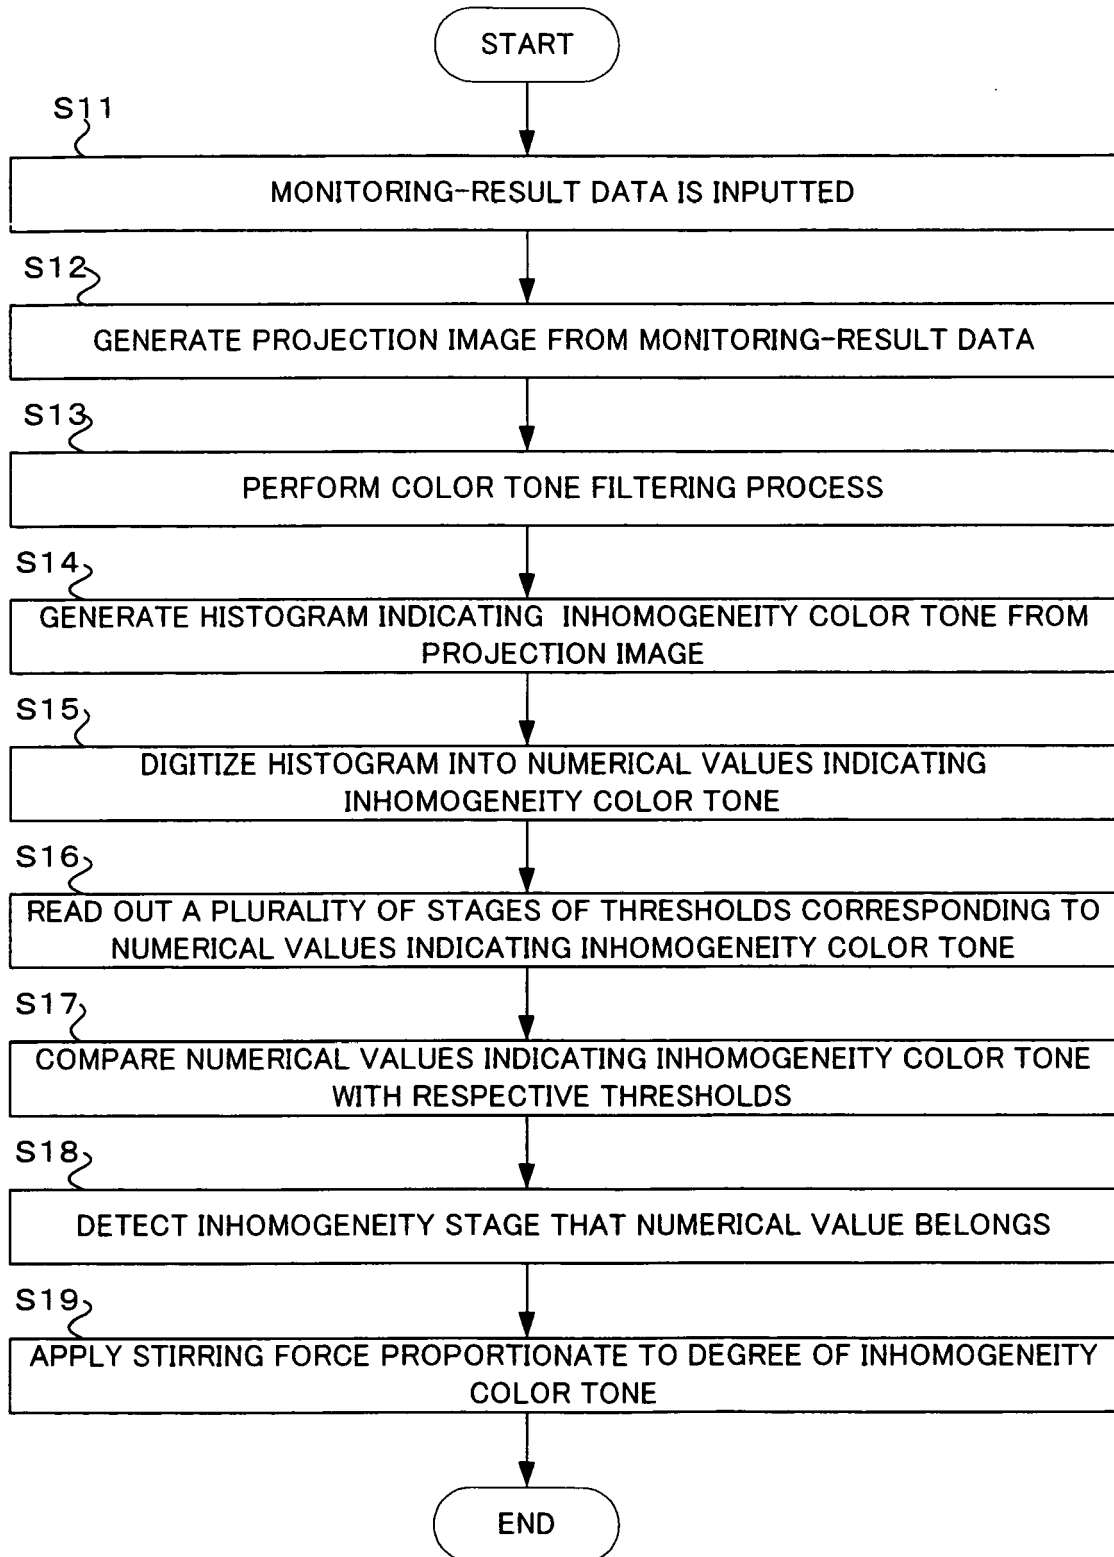 START
S11
MONITORING-RESULT DATA IS INPUTTED
S12
GENERATE PROJECTION IMAGE FROM MONITORING-RESULT DATA
S13
PERFORM COLOR TONE FILTERING PROCESS
S14
GENERATE HISTOGRAM INDICATING INHOMOGENEITY COLOR TONE FROM
PROJECTION IMAGE
S15
DIGITIZE HISTOGRAM INTO NUMERICAL VALUES INDICATING
INHOMOGENEITY COLOR TONE
S16
READ OUT A PLURALITY OF STAGES OF THRESHOLDS CORRESPONDING TO
NUMERICAL VALUES INDICATING INHOMOGENEITY COLOR TONE
S17
COMPARE NUMERICAL VALUES INDICATING INHOMOGENEITY COLOR TONE
WITH RESPECTIVE THRESHOLDS
S18
DETECT INHOMOGENEITY STAGE THAT NUMERICAL VALUE BELONGS
S19
APPLY STIRRING FORCE PROPORTIONATE TO DEGREE OF INHOMOGENEITY
COLOR TONE
END